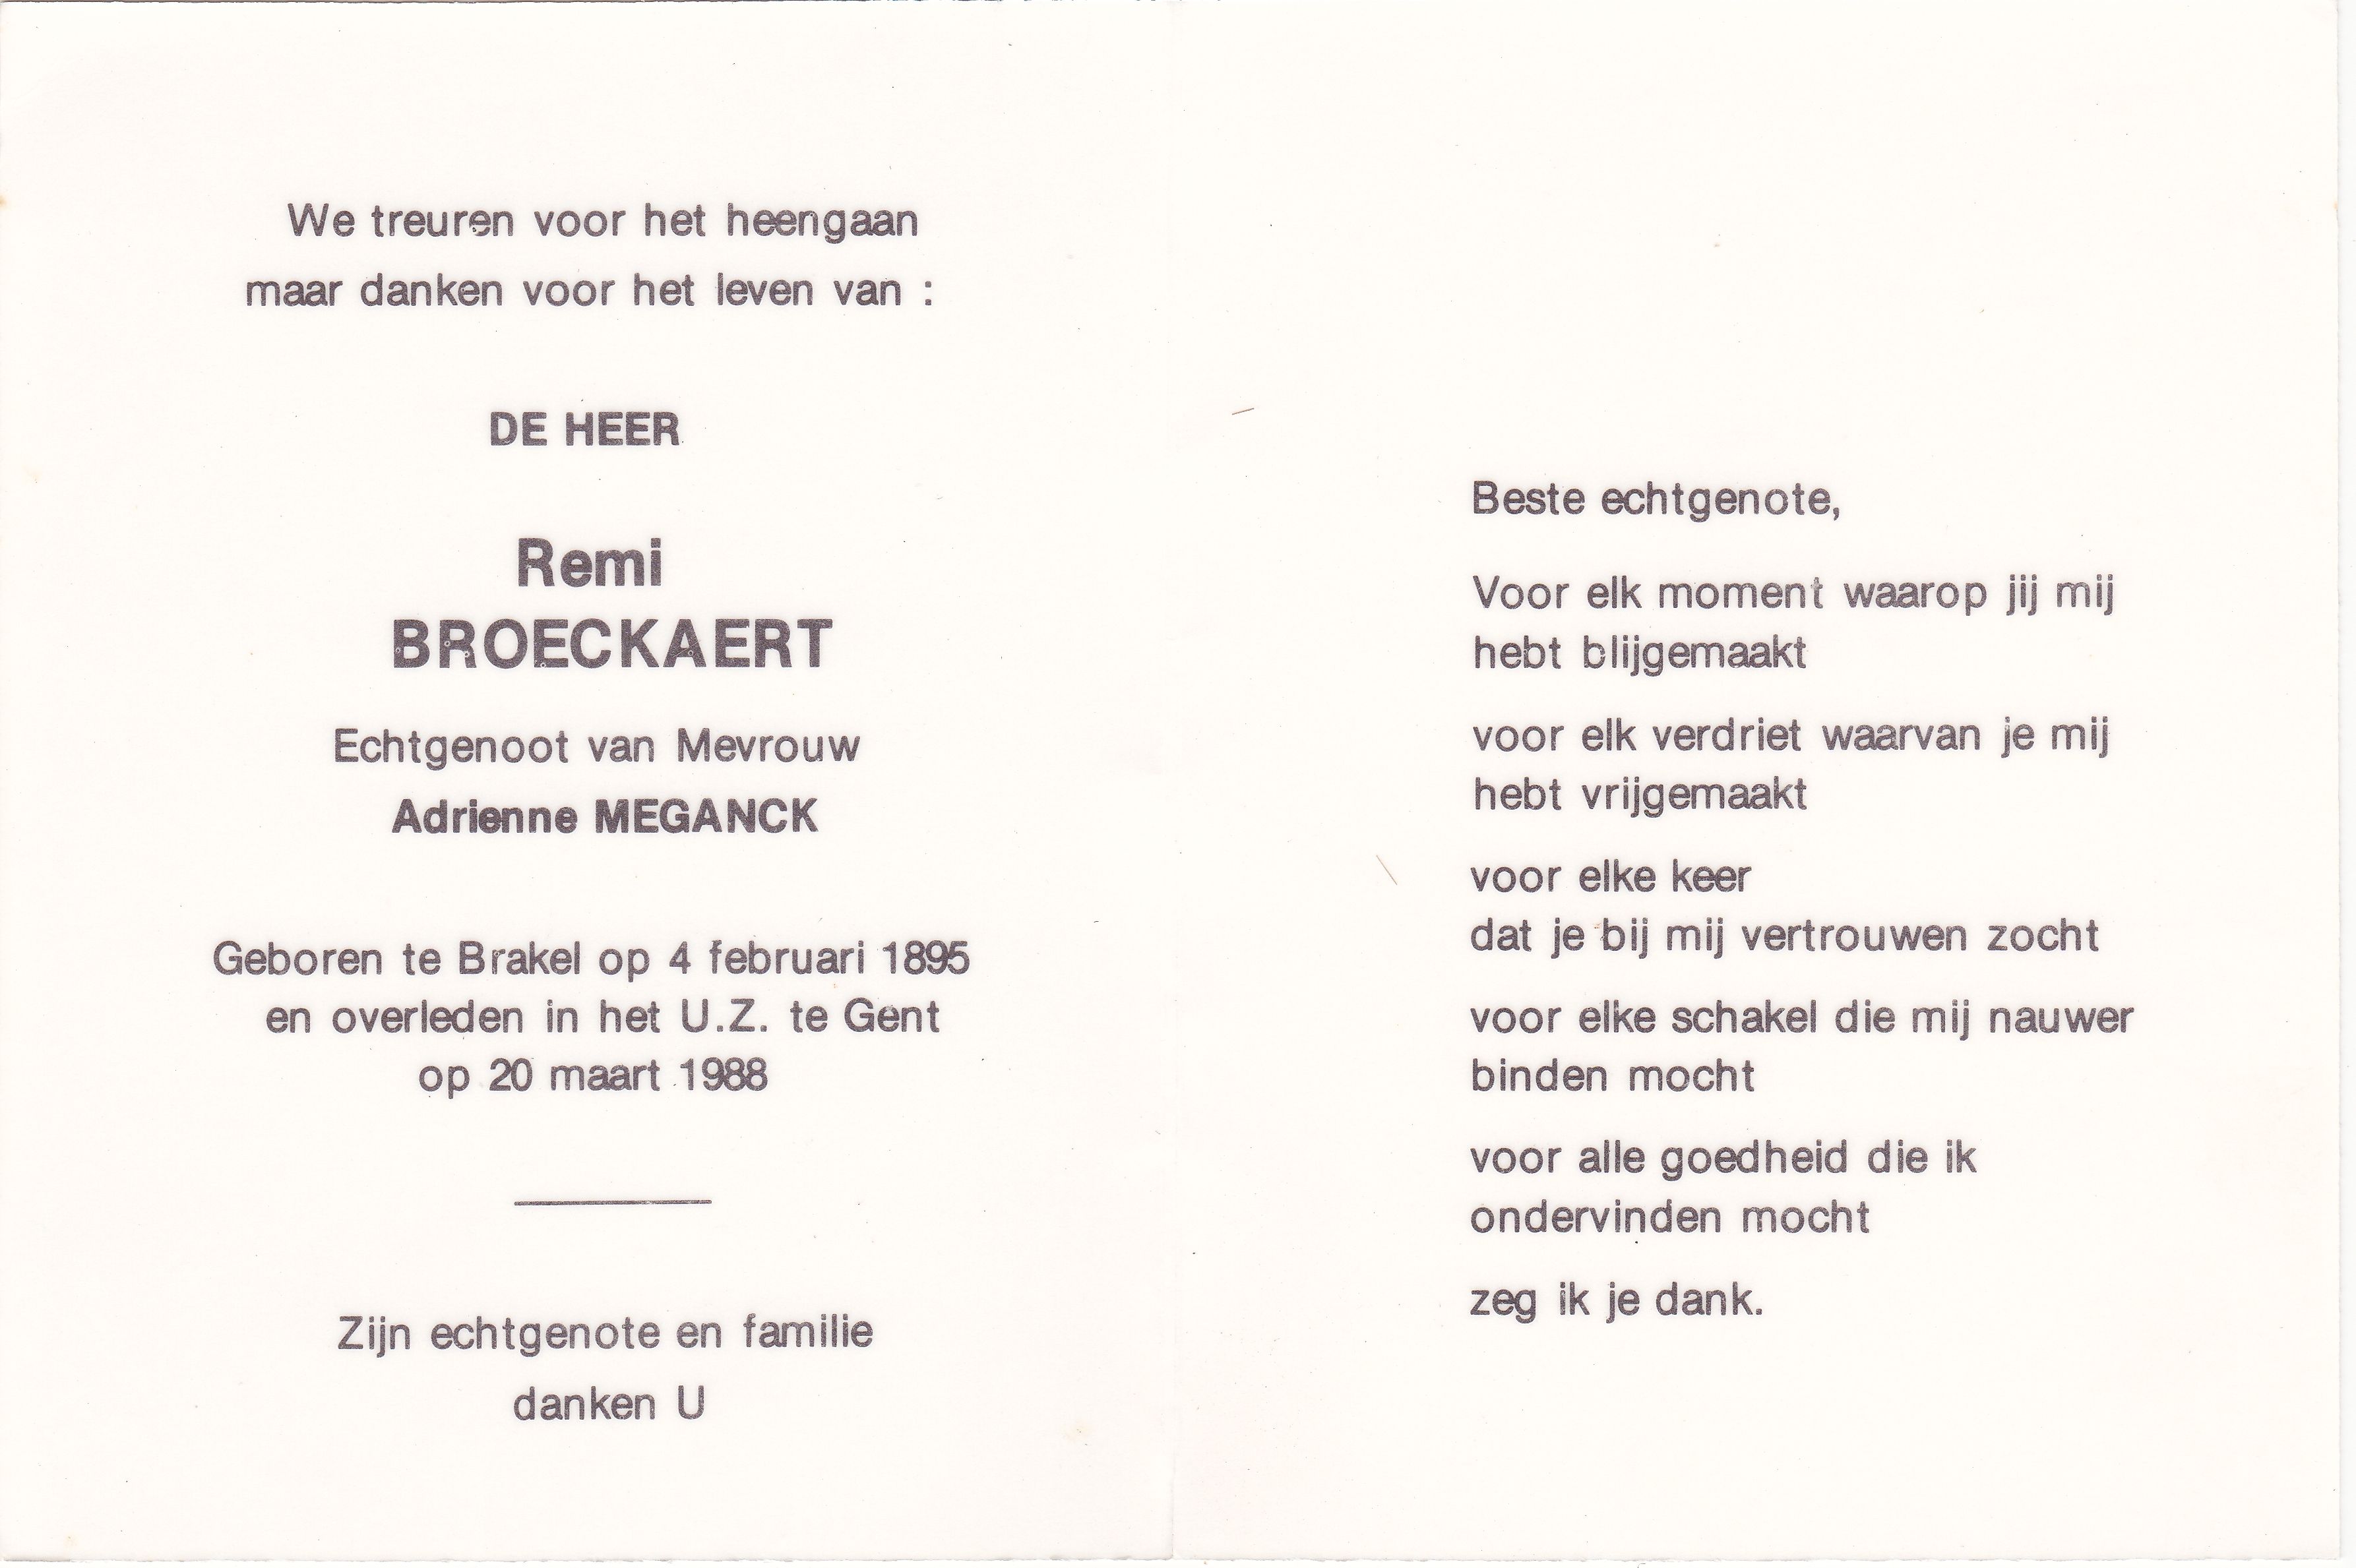 We treuren voor het heengaan
maar danken voor het leven van :
DE HEER
Remi
BROECKAERT
Echtgenoot van Mevrouw
Adrienne MEGANCK
Geboren te Brakel op 4 februari 1895
en overleden in het U.Z. te Gent
op 20 maart 1988
Zijn echtgenote en familie
danken U
Beste echtgenote,
Voor elk moment waarop jij mij
hebt blijgemaakt
voor elk verdriet waarvan je mij
hebt vrijgemaakt
voor elke keer
dat je bij mij vertrouwen zocht
voor elke schakel die mij nauwer
binden mocht
voor alle goedheid die ik
ondervinden mocht
zeg ik je dank.